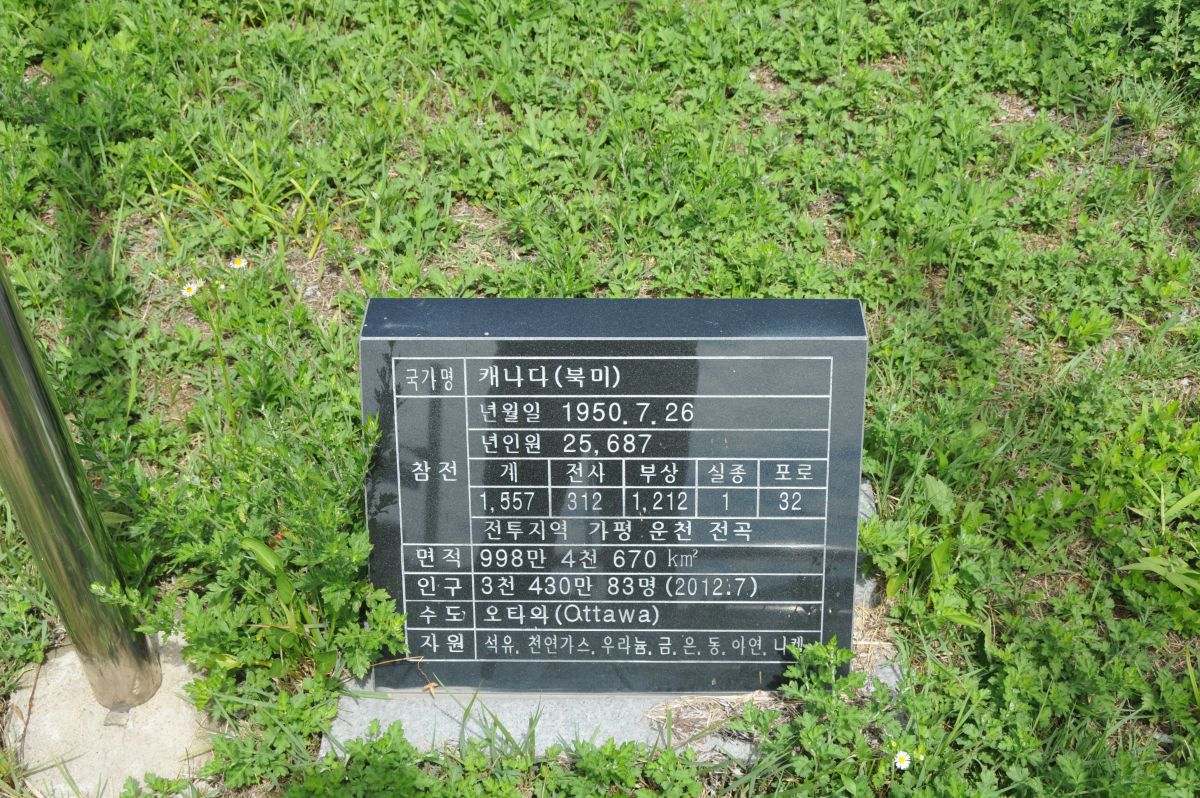 국가명 캐나다(북미)
년월일 1950.7.26
년인원 25,687
참전 계 전사 부상 실종 포로
1,557 312 1,212 1 32
전투지역 가평 운천 전곡
면적 998만 4천 670 km²
인구 3천 430만 83명(2012.7)
수도 오타와(Ottawa)
자원 석유, 천연가스, 우라늄, 금, 은, 동, 아연, 니켈